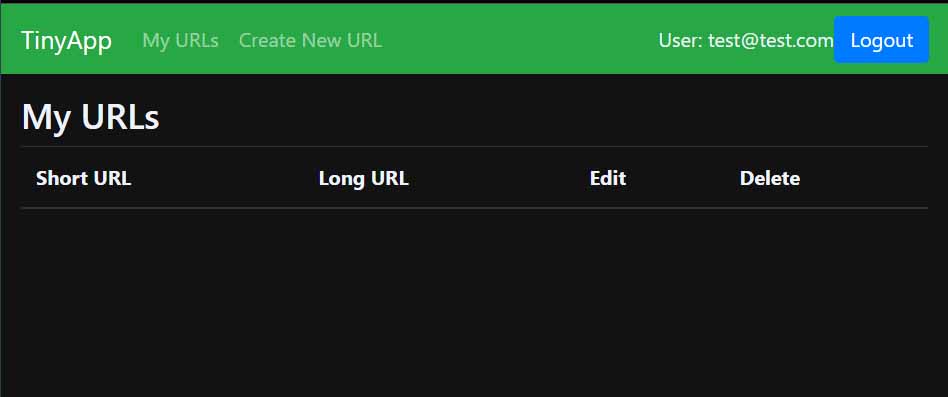 TinyApp My URLs Create New URL User: test@test.com Logout
My URLs
Short URL Long URL Edit Delete